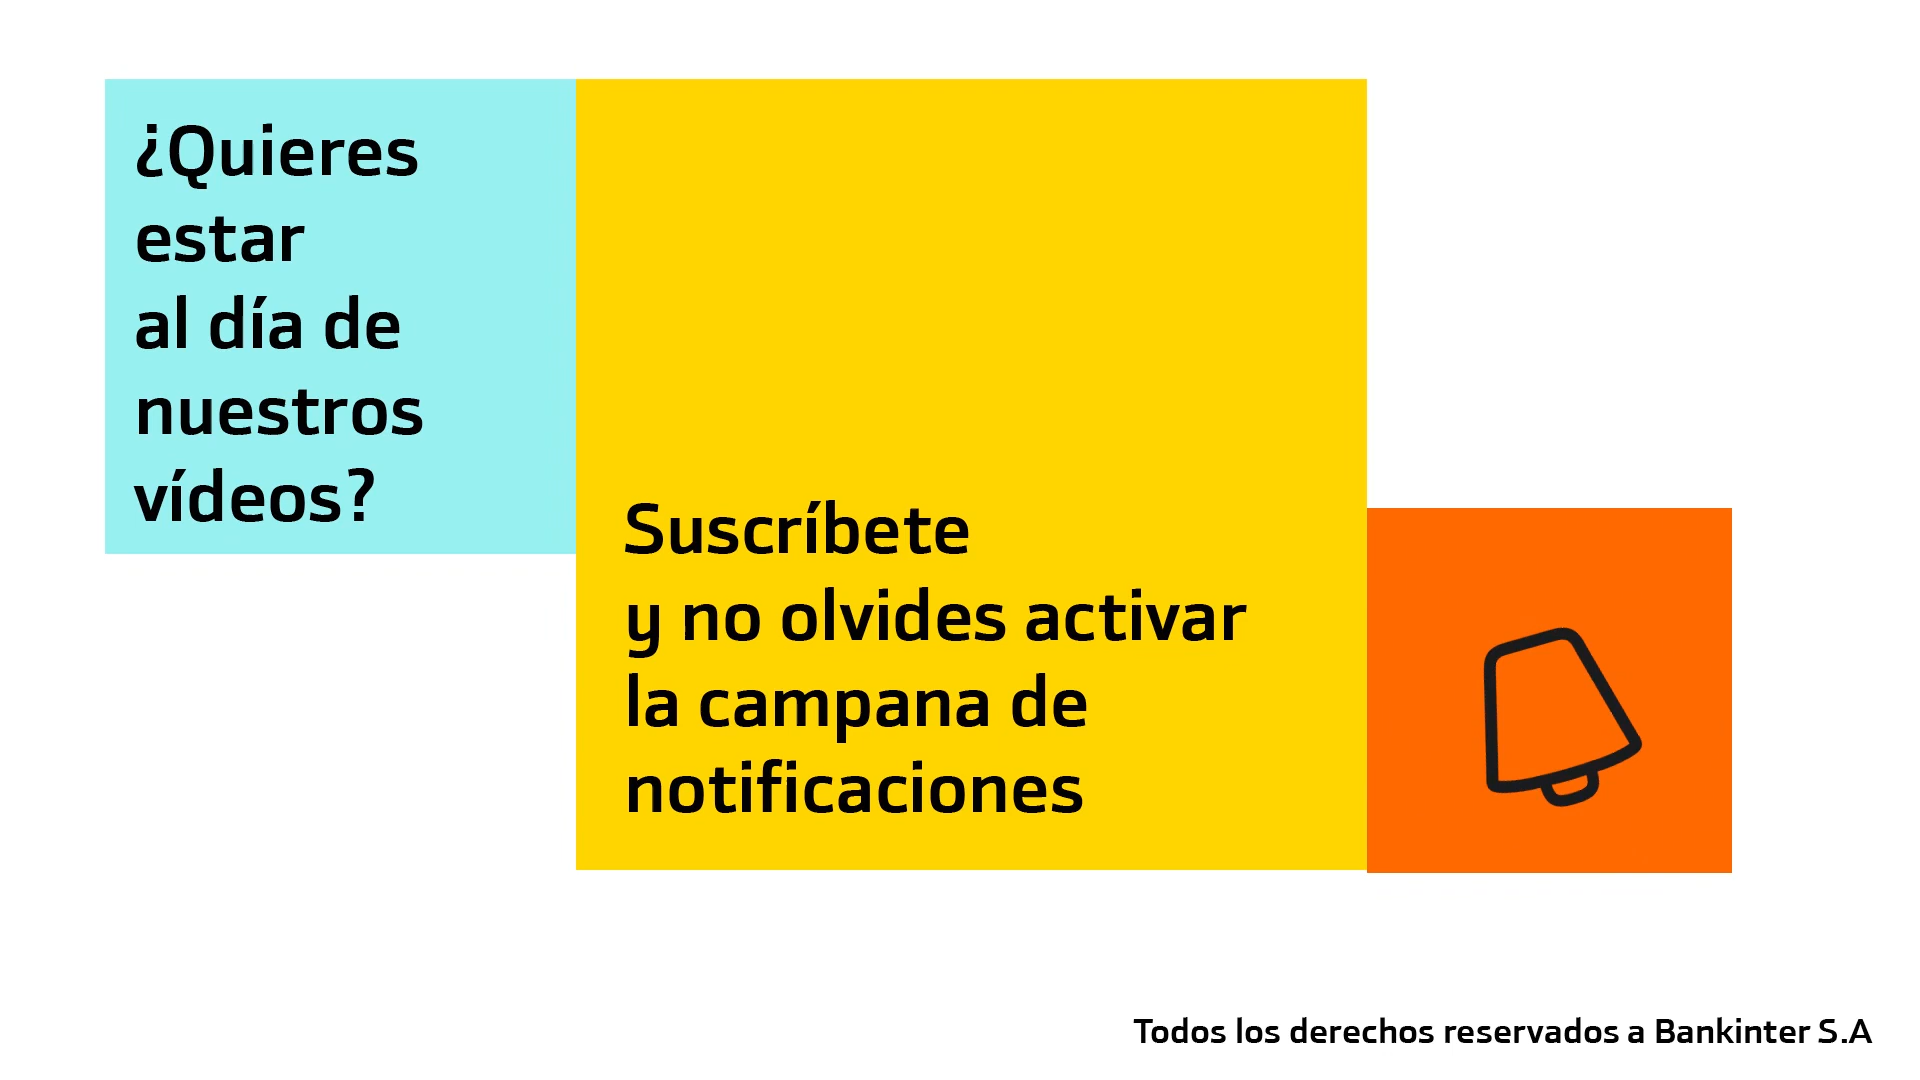 ¿Quieres
estar
al día de
nuestros
vídeos?
Suscríbete
y no olvides activar
la campana de
notificaciones
Todos los derechos reservados a Bankinter S.A